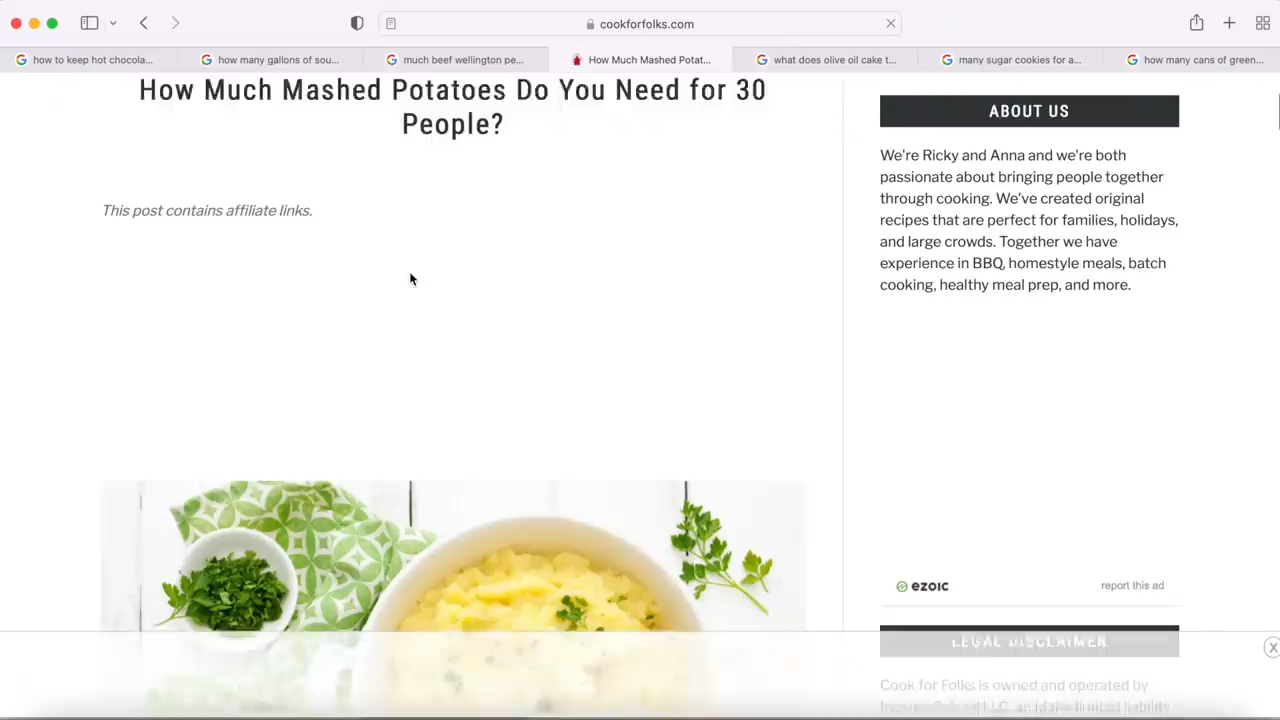 cookforfolks.com
how to keep hot chocola...
how many gallons of sou...
much beef wellington pe...
How Much Mashed Potat...
what does olive oil cake t...
many sugar cookies for a...
how many cans of green...
How Much Mashed Potatoes Do You Need for 30
People?
This post contains affiliate links.
ABOUT US
We're Ricky and Anna and we're both
passionate about bringing people together
through cooking. We've created original
recipes that are perfect for families, holidays,
and large crowds. Together we have
experience in BBQ, homestyle meals, batch
cooking, healthy meal prep, and more.
ezoic
report this ad
LEGAL DISCLAIMER
X
Cook for Folks is owned and operated by